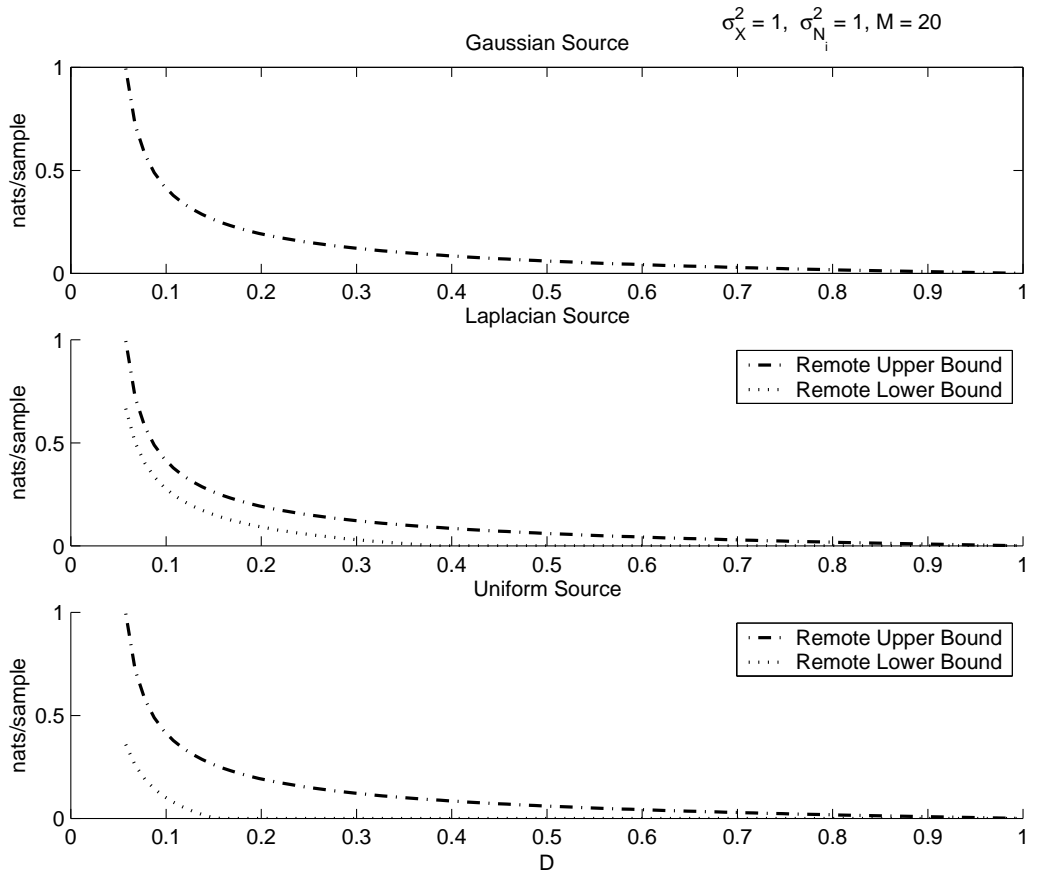 σ_X^2 = 1, σ_{N_i}^2 = 1, M = 20
Gaussian Source
nats/sample
1
0.5
0
0 0.1 0.2 0.3 0.4 0.5 0.6 0.7 0.8 0.9 1
Laplacian Source
nats/sample
1
0.5
0
Remote Upper Bound
Remote Lower Bound
0 0.1 0.2 0.3 0.4 0.5 0.6 0.7 0.8 0.9 1
Uniform Source
nats/sample
1
0.5
0
Remote Upper Bound
Remote Lower Bound
0 0.1 0.2 0.3 0.4 0.5 0.6 0.7 0.8 0.9 1
D